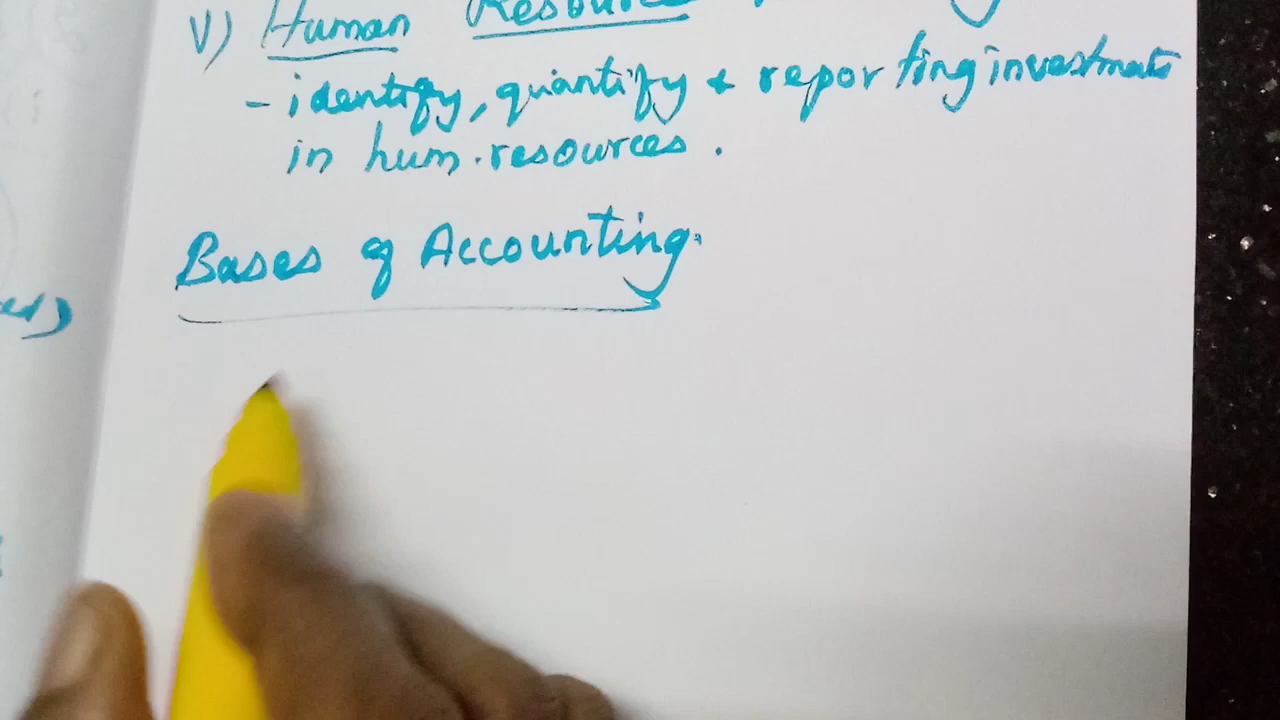 V) Human Resource
- identify, quantify & reporting investments
in hum. resources.
Bases of Accounting.